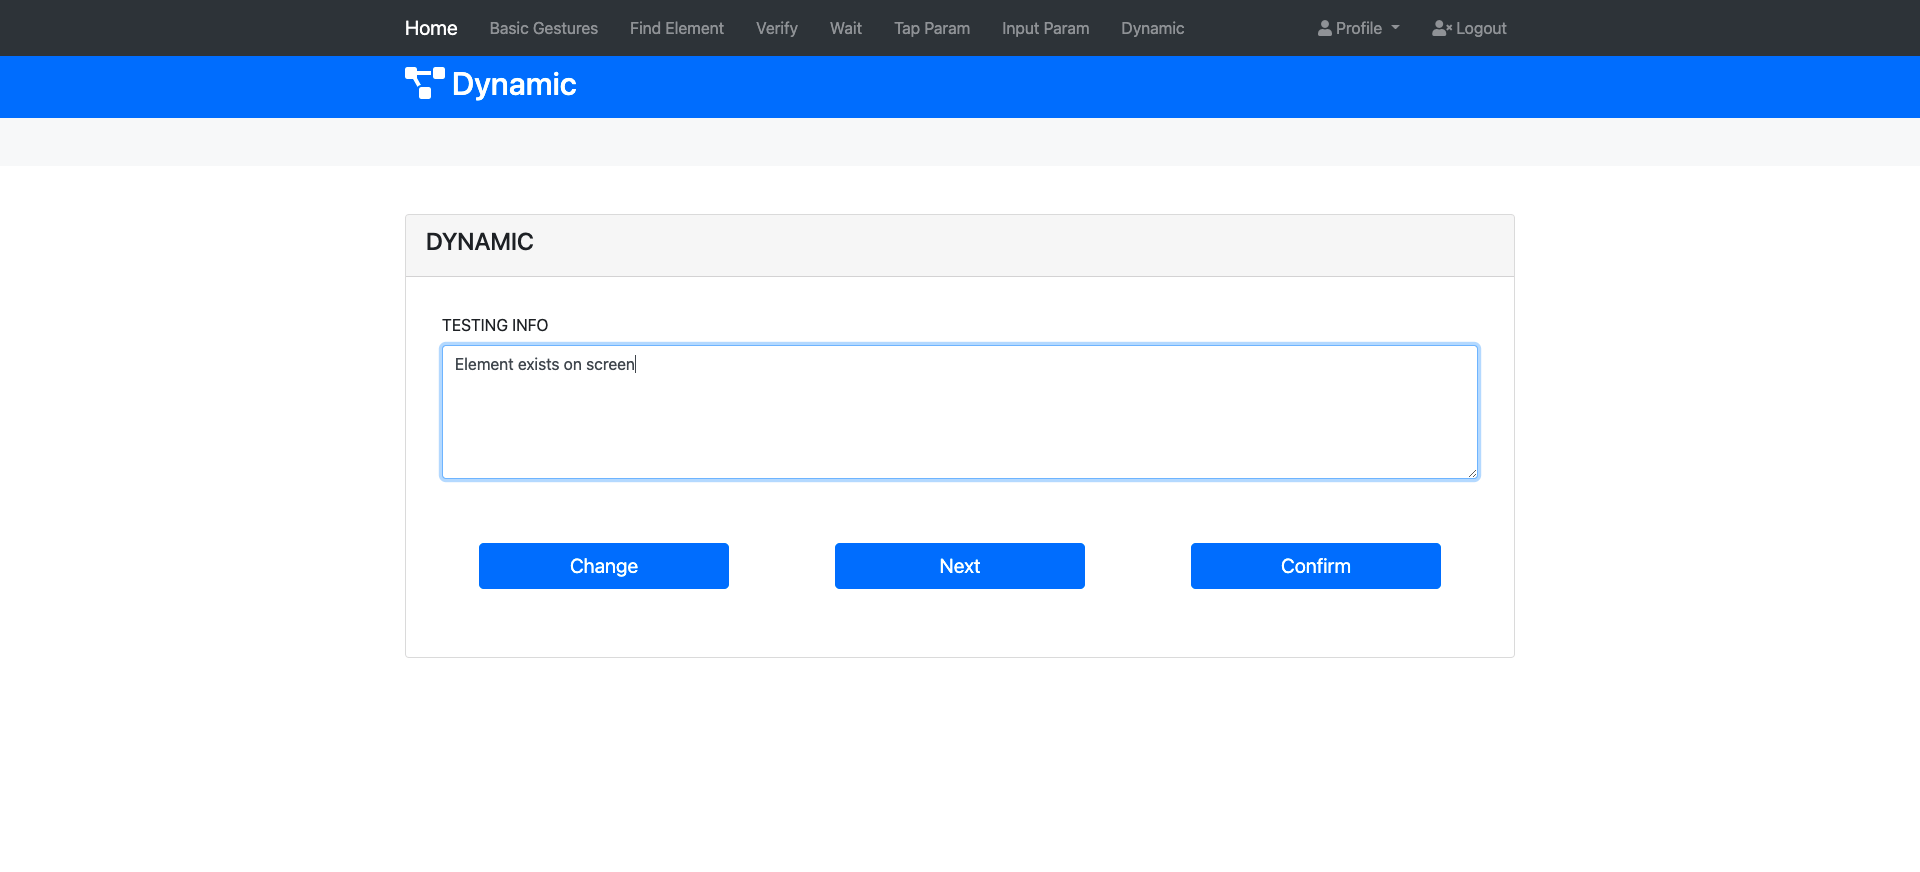 Home Basic Gestures Find Element Verify Wait Tap Param Input Param Dynamic Profile Logout
Dynamic
DYNAMIC
TESTING INFO
Element exists on screen
Change Next Confirm